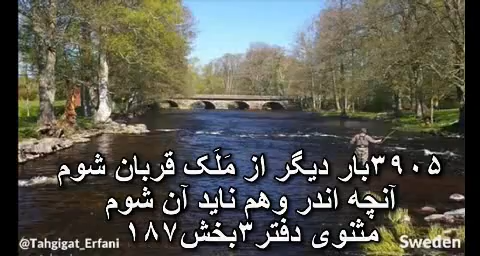 ۳۹۰۵بار دیگر از مَلَک قربان شوم
آنچه اندر وهم ناید آن شوم
مثنوی دفتر۳بخش۱۸۷
@Tahgigat_Erfani
Sweden